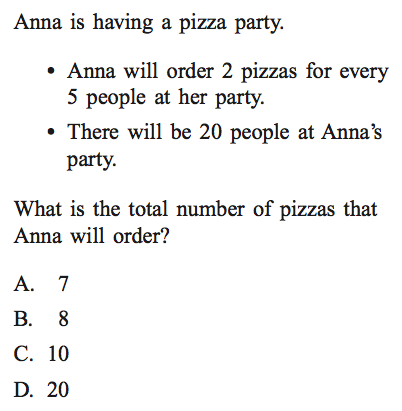 Anna is having a pizza party.
• Anna will order 2 pizzas for every
5 people at her party.
• There will be 20 people at Anna’s
party.
What is the total number of pizzas that
Anna will order?
A. 7
B. 8
C. 10
D. 20